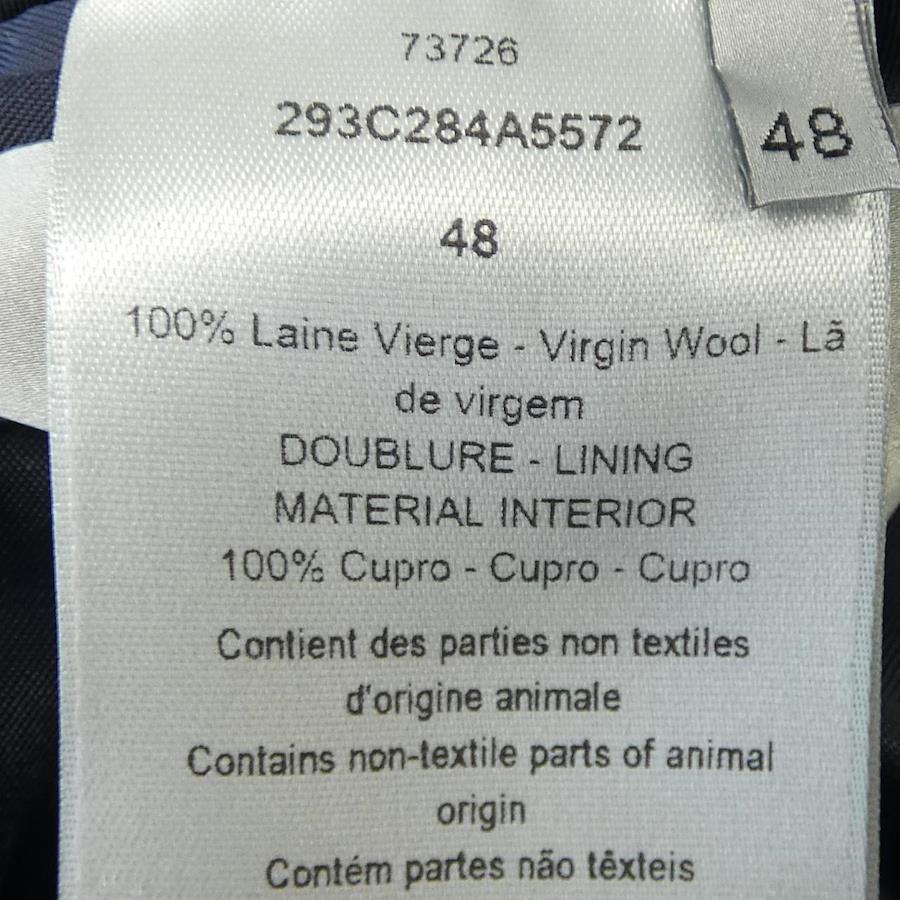 73726
293C284A5572
48
48
100% Laine Vierge - Virgin Wool - Lã
de virgem
DOUBLURE - LINING
MATERIAL INTERIOR
100% Cupro - Cupro - Cupro
Contient des parties non textiles
d'origine animale
Contains non-textile parts of animal
origin
Contém partes não têxteis